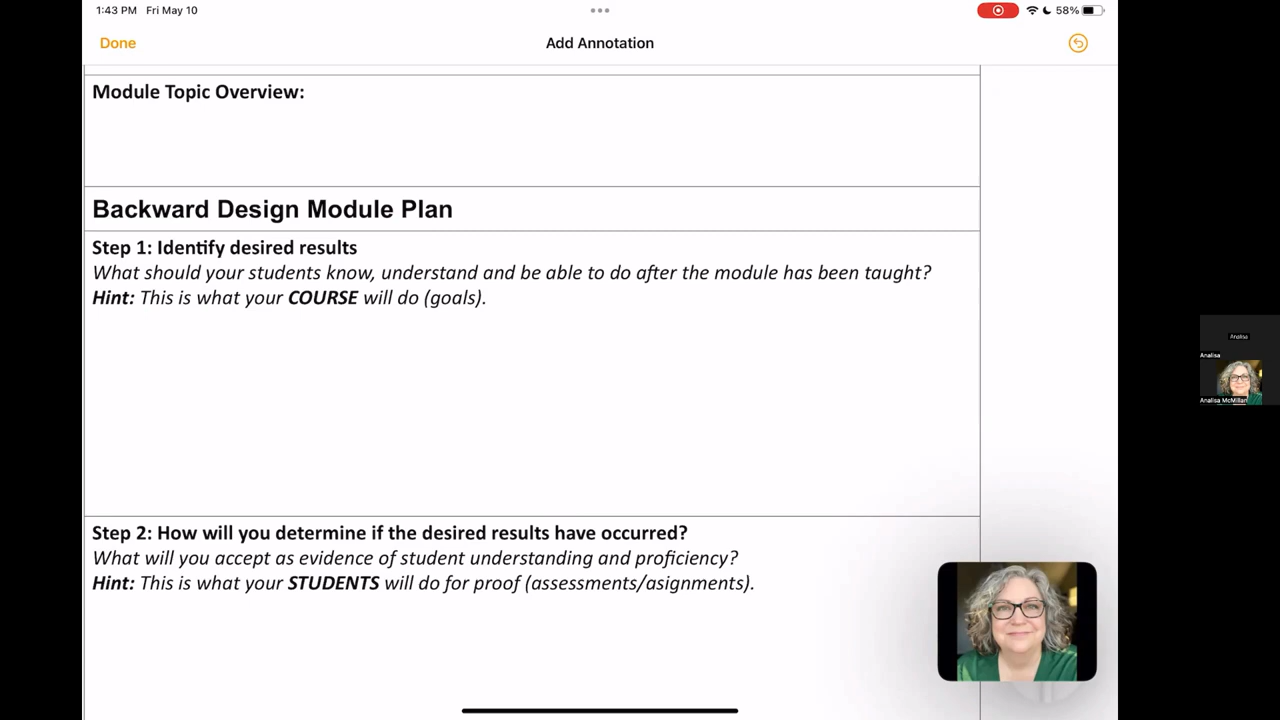 1:43 PM Fri May 10
58%
Done
Add Annotation
Module Topic Overview:
Backward Design Module Plan
Step 1: Identify desired results
What should your students know, understand and be able to do after the module has been taught?
Hint: This is what your COURSE will do (goals).
Step 2: How will you determine if the desired results have occurred?
What will you accept as evidence of student understanding and proficiency?
Hint: This is what your STUDENTS will do for proof (assessments/asignments).
Analisa
Analisa
Analisa McMillan